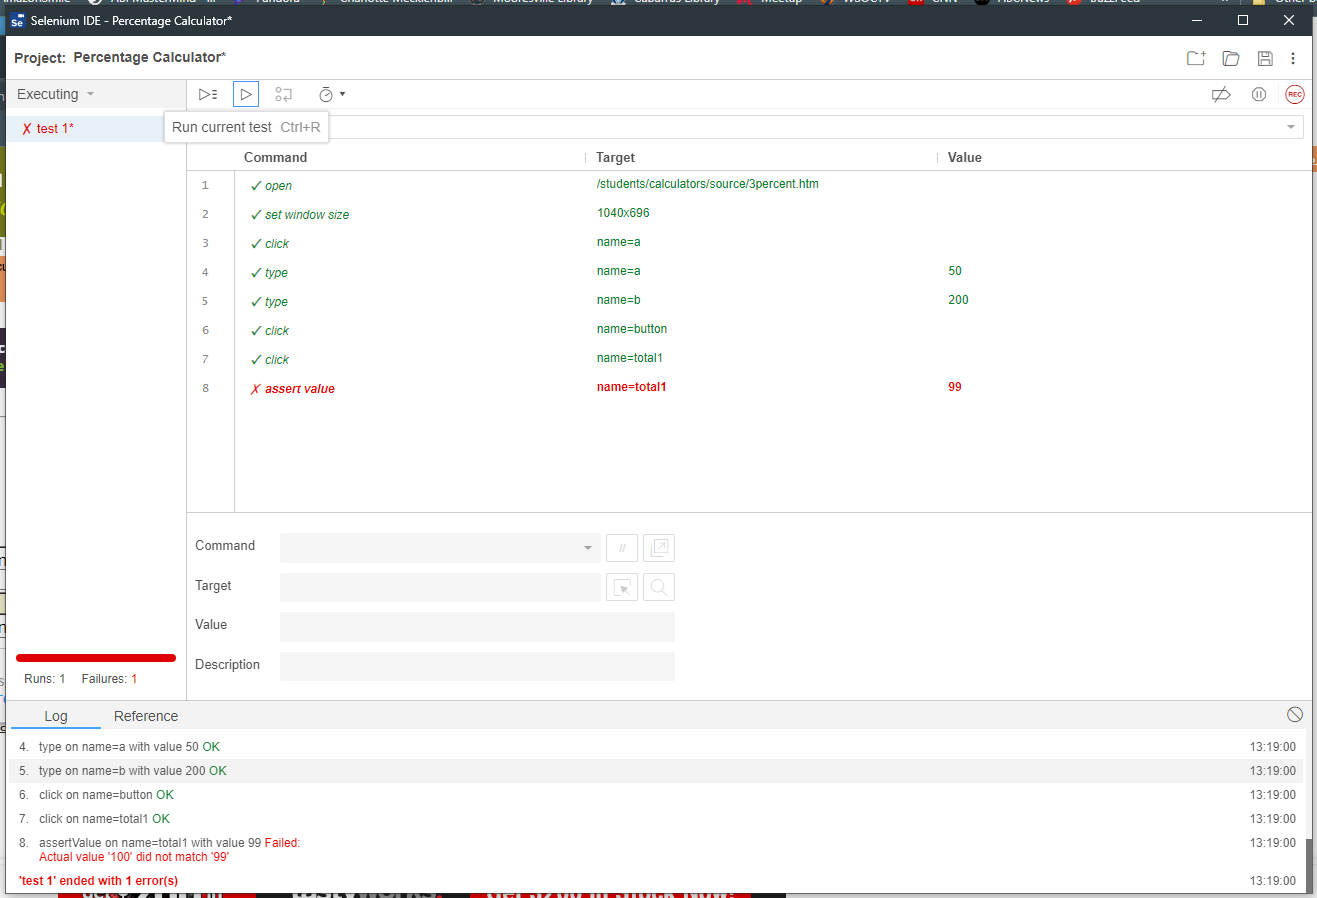 Selenium IDE - Percentage Calculator*
Project: Percentage Calculator*
Executing
✗ test 1*
Run current test Ctrl+R
REC
Command Target Value
1 ✓ open /students/calculators/source/3percent.htm
2 ✓ set window size 1040x696
3 ✓ click name=a
4 ✓ type name=a 50
5 ✓ type name=b 200
6 ✓ click name=button
7 ✓ click name=total1
8 ✗ assert value name=total1 99
Command
//
Target
Value
Description
Runs: 1 Failures: 1
Log Reference
4. type on name=a with value 50 OK 13:19:00
5. type on name=b with value 200 OK 13:19:00
6. click on name=button OK 13:19:00
7. click on name=total1 OK 13:19:00
8. assertValue on name=total1 with value 99 Failed: 13:19:00
Actual value '100' did not match '99'
'test 1' ended with 1 error(s) 13:19:00